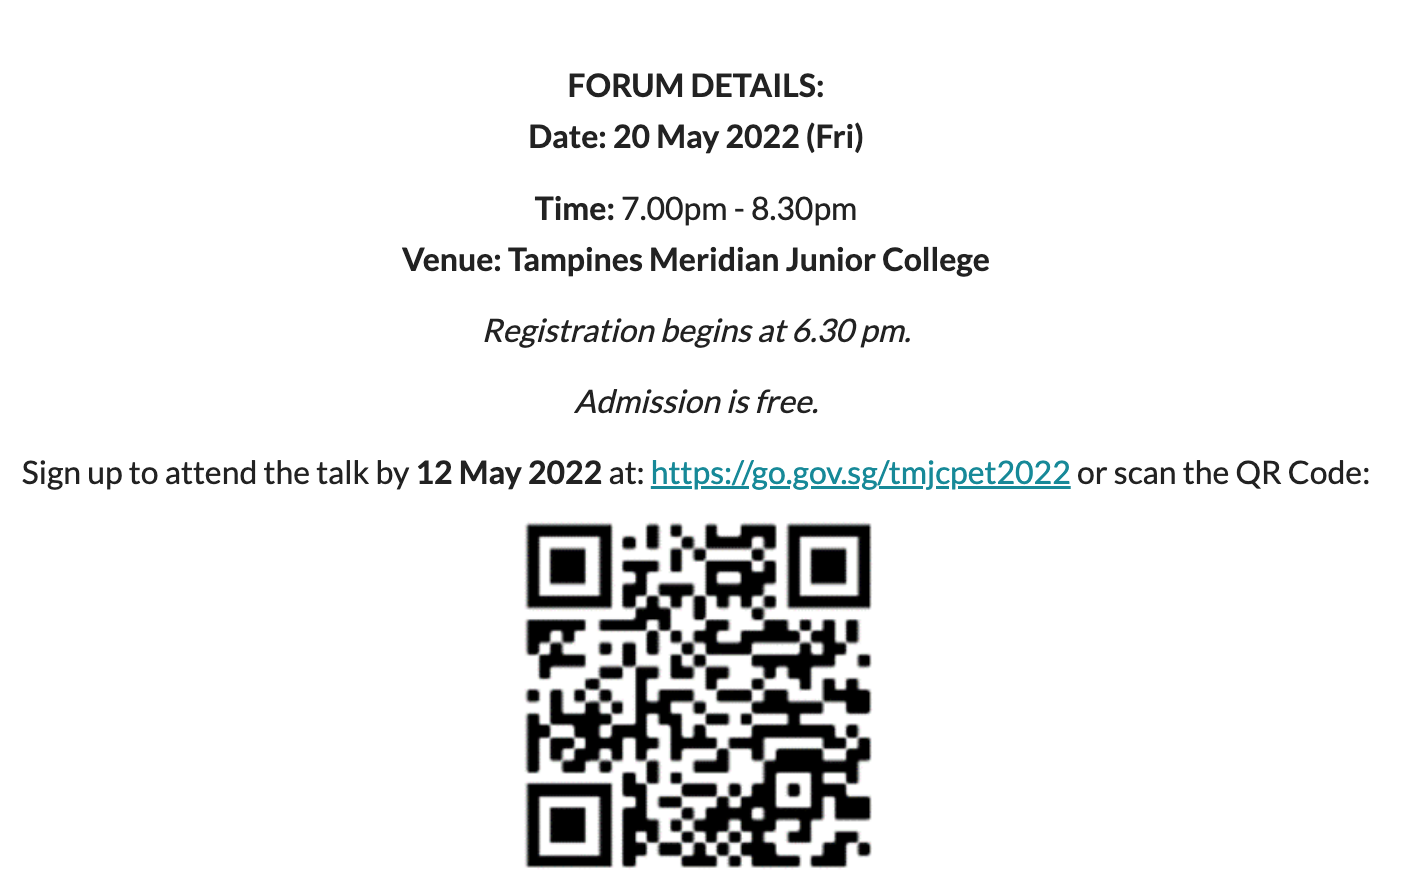 FORUM DETAILS:
Date: 20 May 2022 (Fri)
Time: 7.00pm - 8.30pm
Venue: Tampines Meridian Junior College
Registration begins at 6.30 pm.
Admission is free.
Sign up to attend the talk by 12 May 2022 at: https://go.gov.sg/tmjcpet2022 or scan the QR Code: